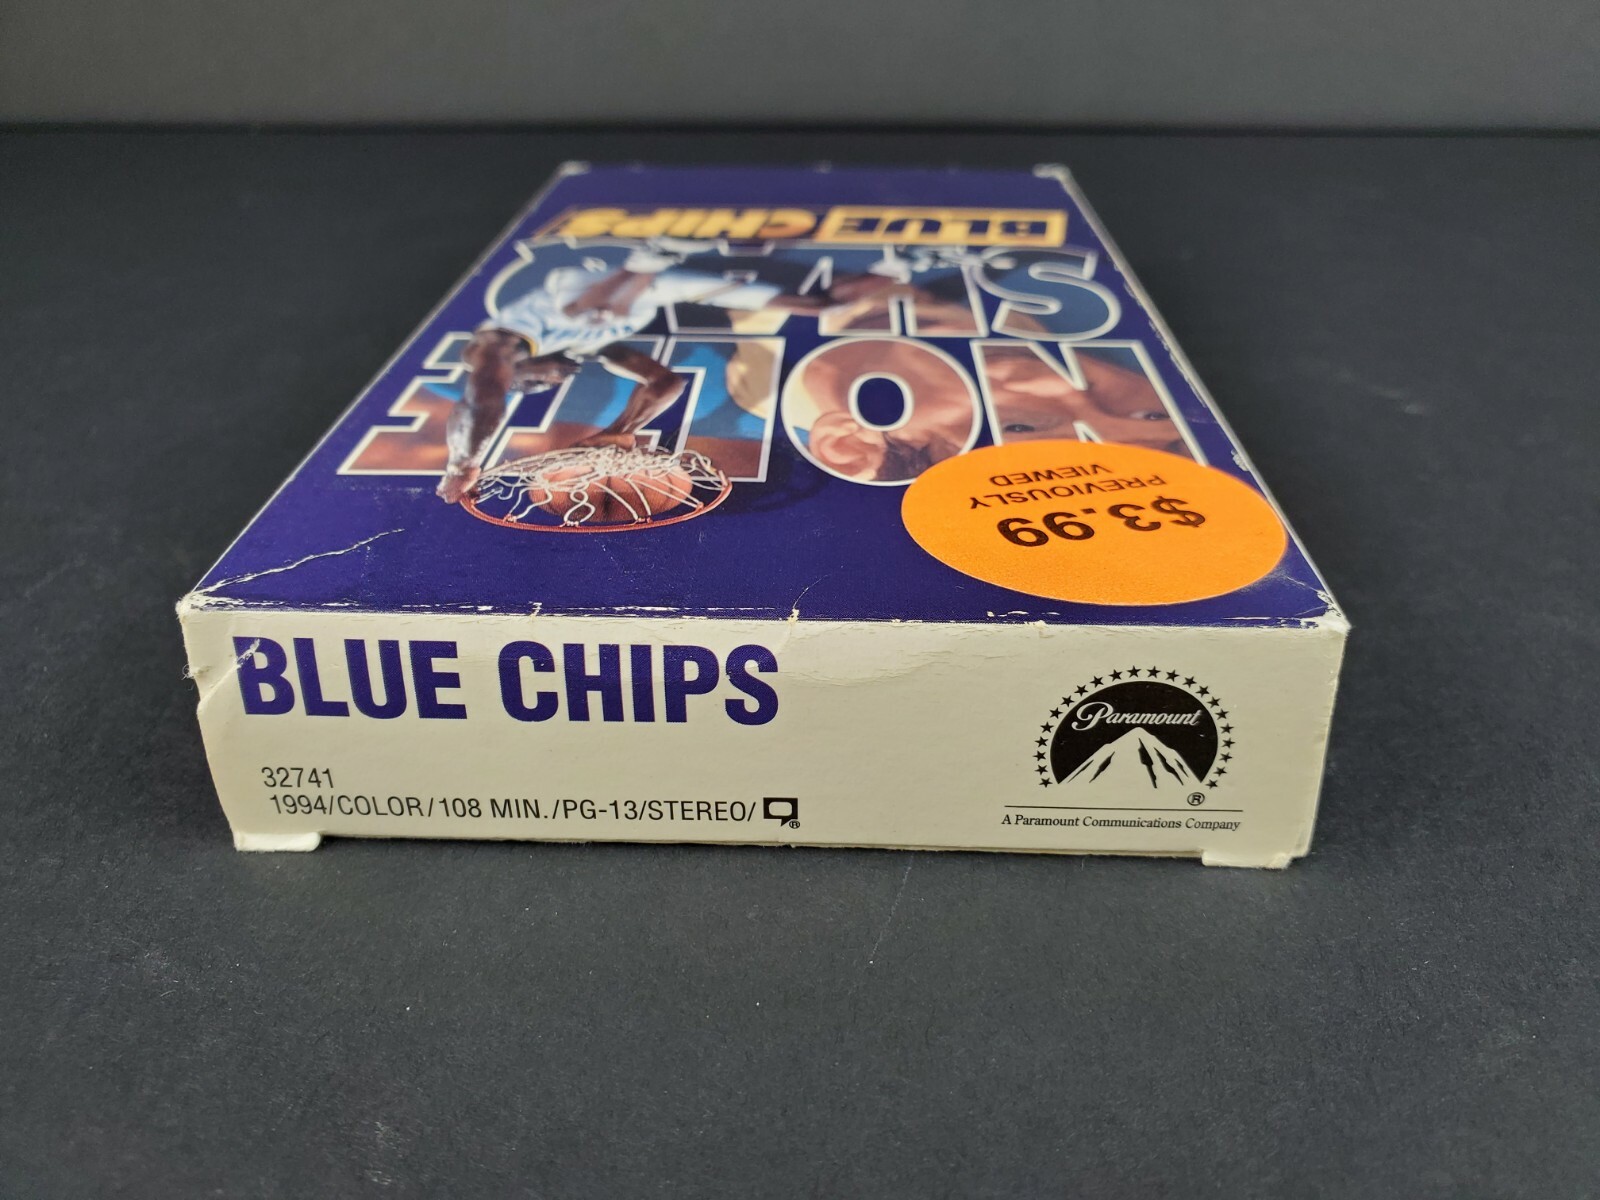 BLUE CHIPS
SHAQ
NOLTE
$3.99
PREVIOUSLY
VIEWED
BLUE CHIPS
32741
1994/COLOR/108 MIN./PG-13/STEREO/
Paramount
®
A Paramount Communications Company